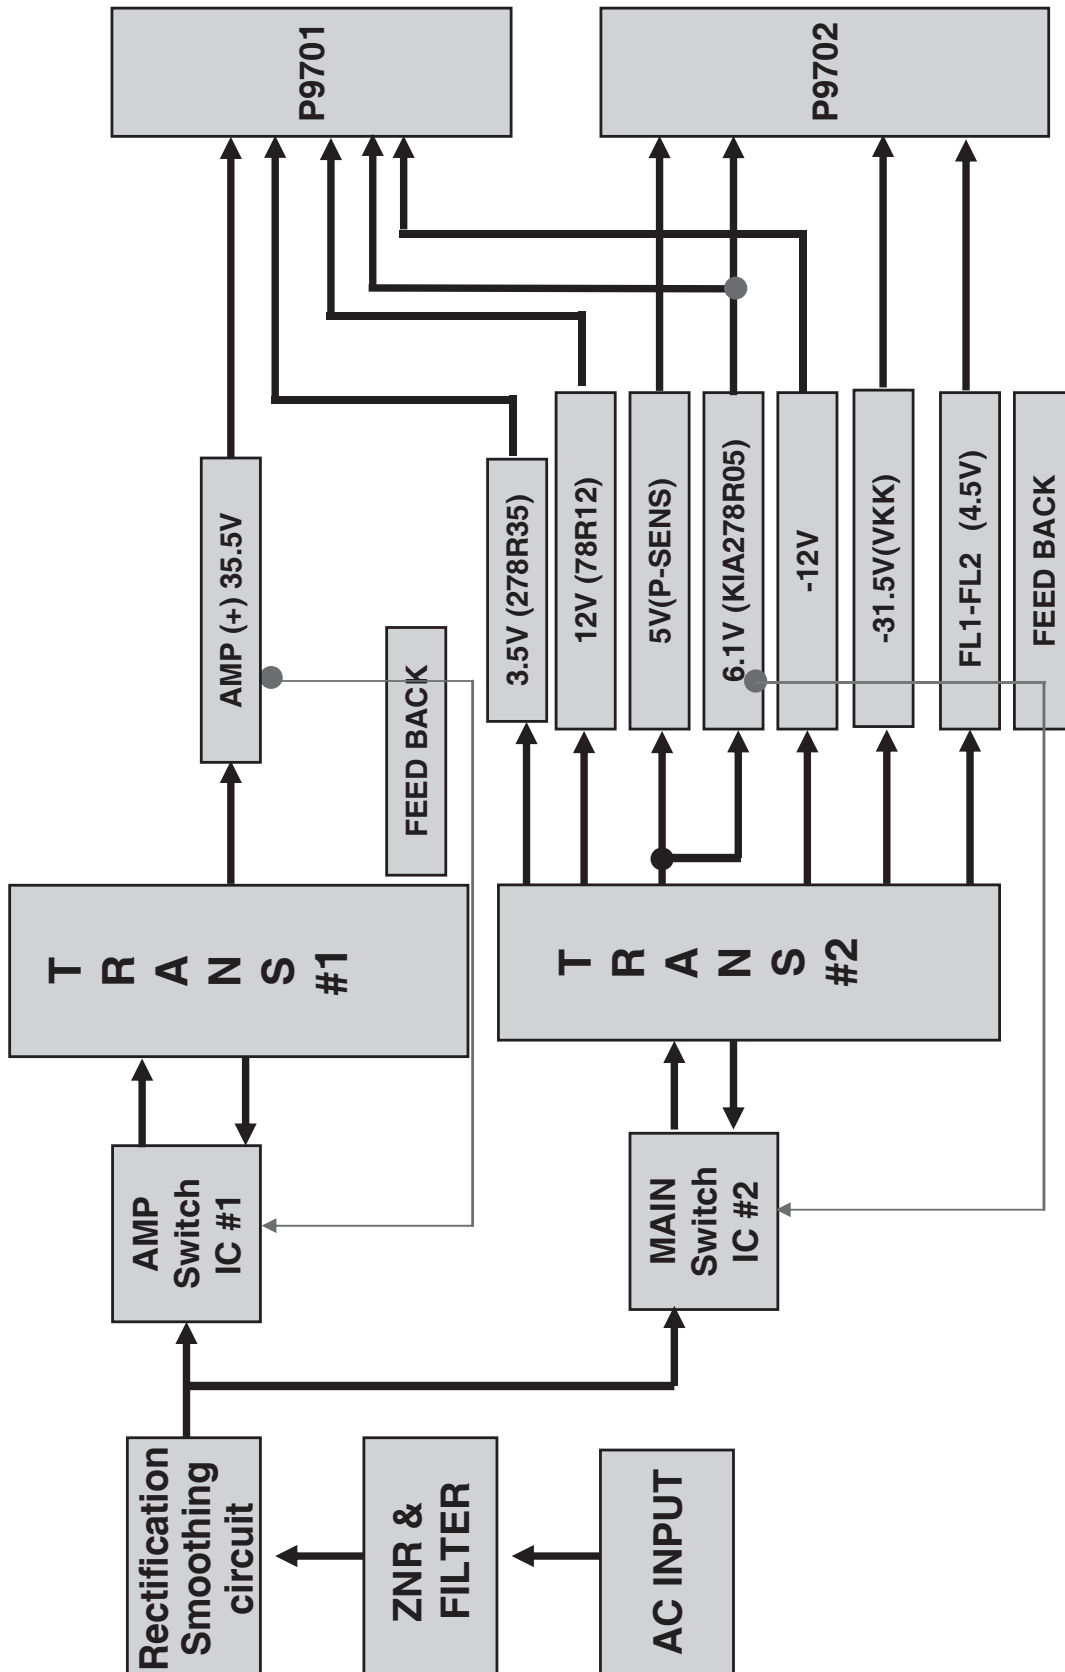 Rectification
Smoothing
circuit
ZNR &
FILTER
AC INPUT
AMP
Switch
IC #1
MAIN
Switch
IC #2
T
R
A
N
S
#1
T
R
A
N
S
#2
AMP (+) 35.5V
FEED BACK
3.5V (278R35)
12V (78R12)
5V(P-SENS)
6.1V (KIA278R05)
-12V
-31.5V(VKK)
FL1-FL2 (4.5V)
FEED BACK
P9701
P9702